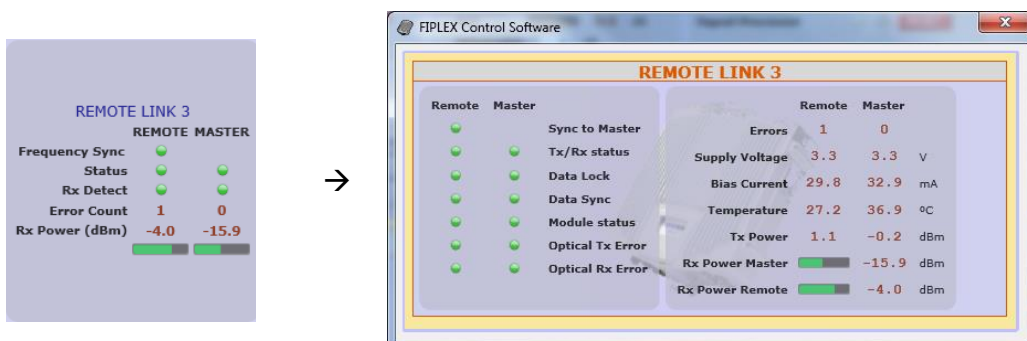 REMOTE LINK 3
REMOTE MASTER
Frequency Sync
Status
Rx Detect
Error Count 1 0
Rx Power (dBm) -4.0 -15.9
→
FIPLEX Control Software
REMOTE LINK 3
Remote Master
Sync to Master
Tx/Rx status
Data Lock
Data Sync
Module status
Optical Tx Error
Optical Rx Error
Remote Master
Errors 1 0
Supply Voltage 3.3 3.3 V
Bias Current 29.8 32.9 mA
Temperature 27.2 36.9 ºC
Tx Power 1.1 -0.2 dBm
Rx Power Master -15.9 dBm
Rx Power Remote -4.0 dBm